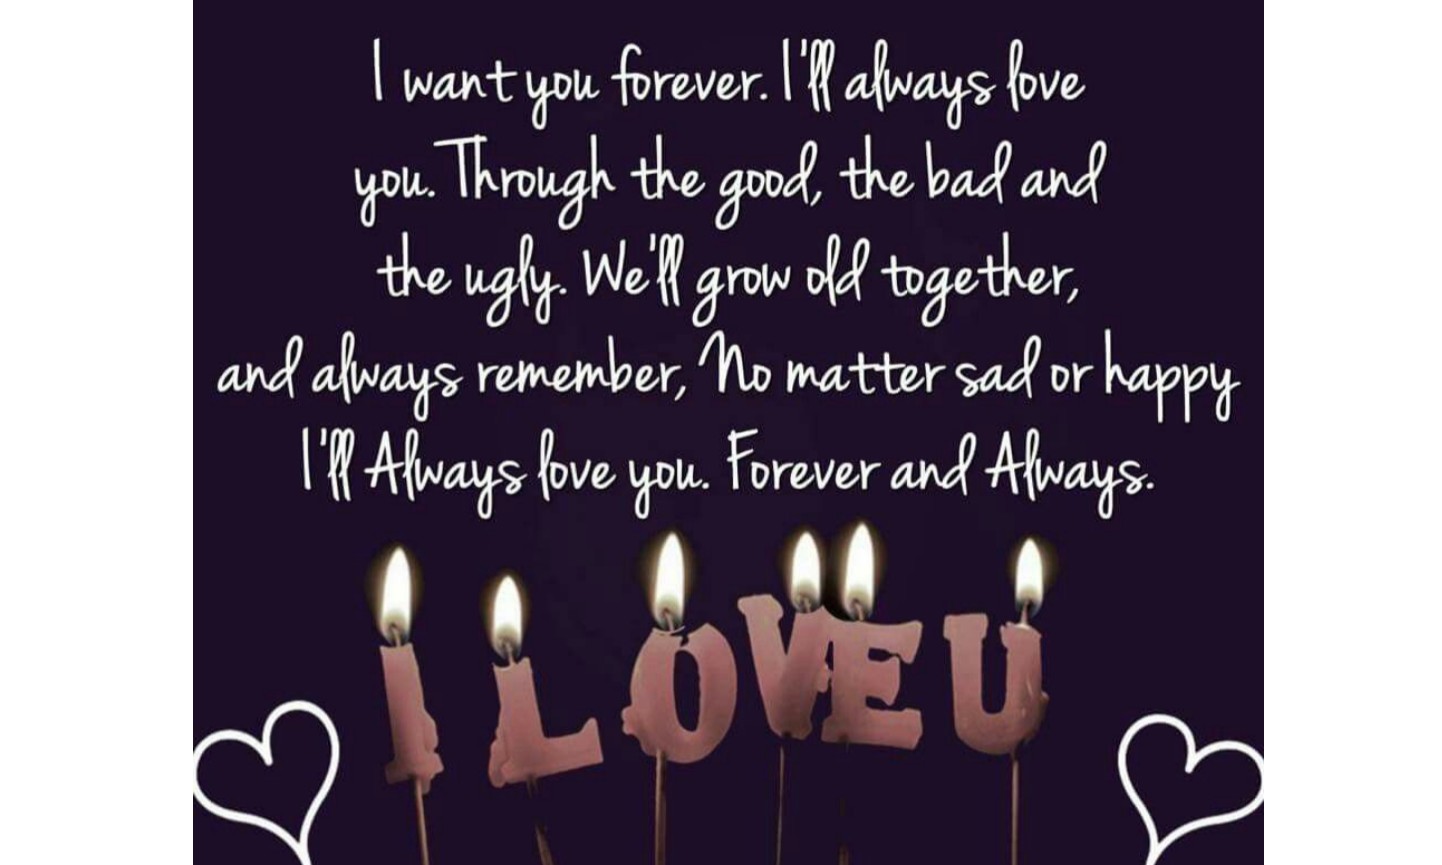 I want you forever. I'll always love
you. Through the good, the bad and
the ugly. We'll grow old together,
and always remember, No matter sad or happy
I'll Always love you. Forever and Always.
I LOVE U